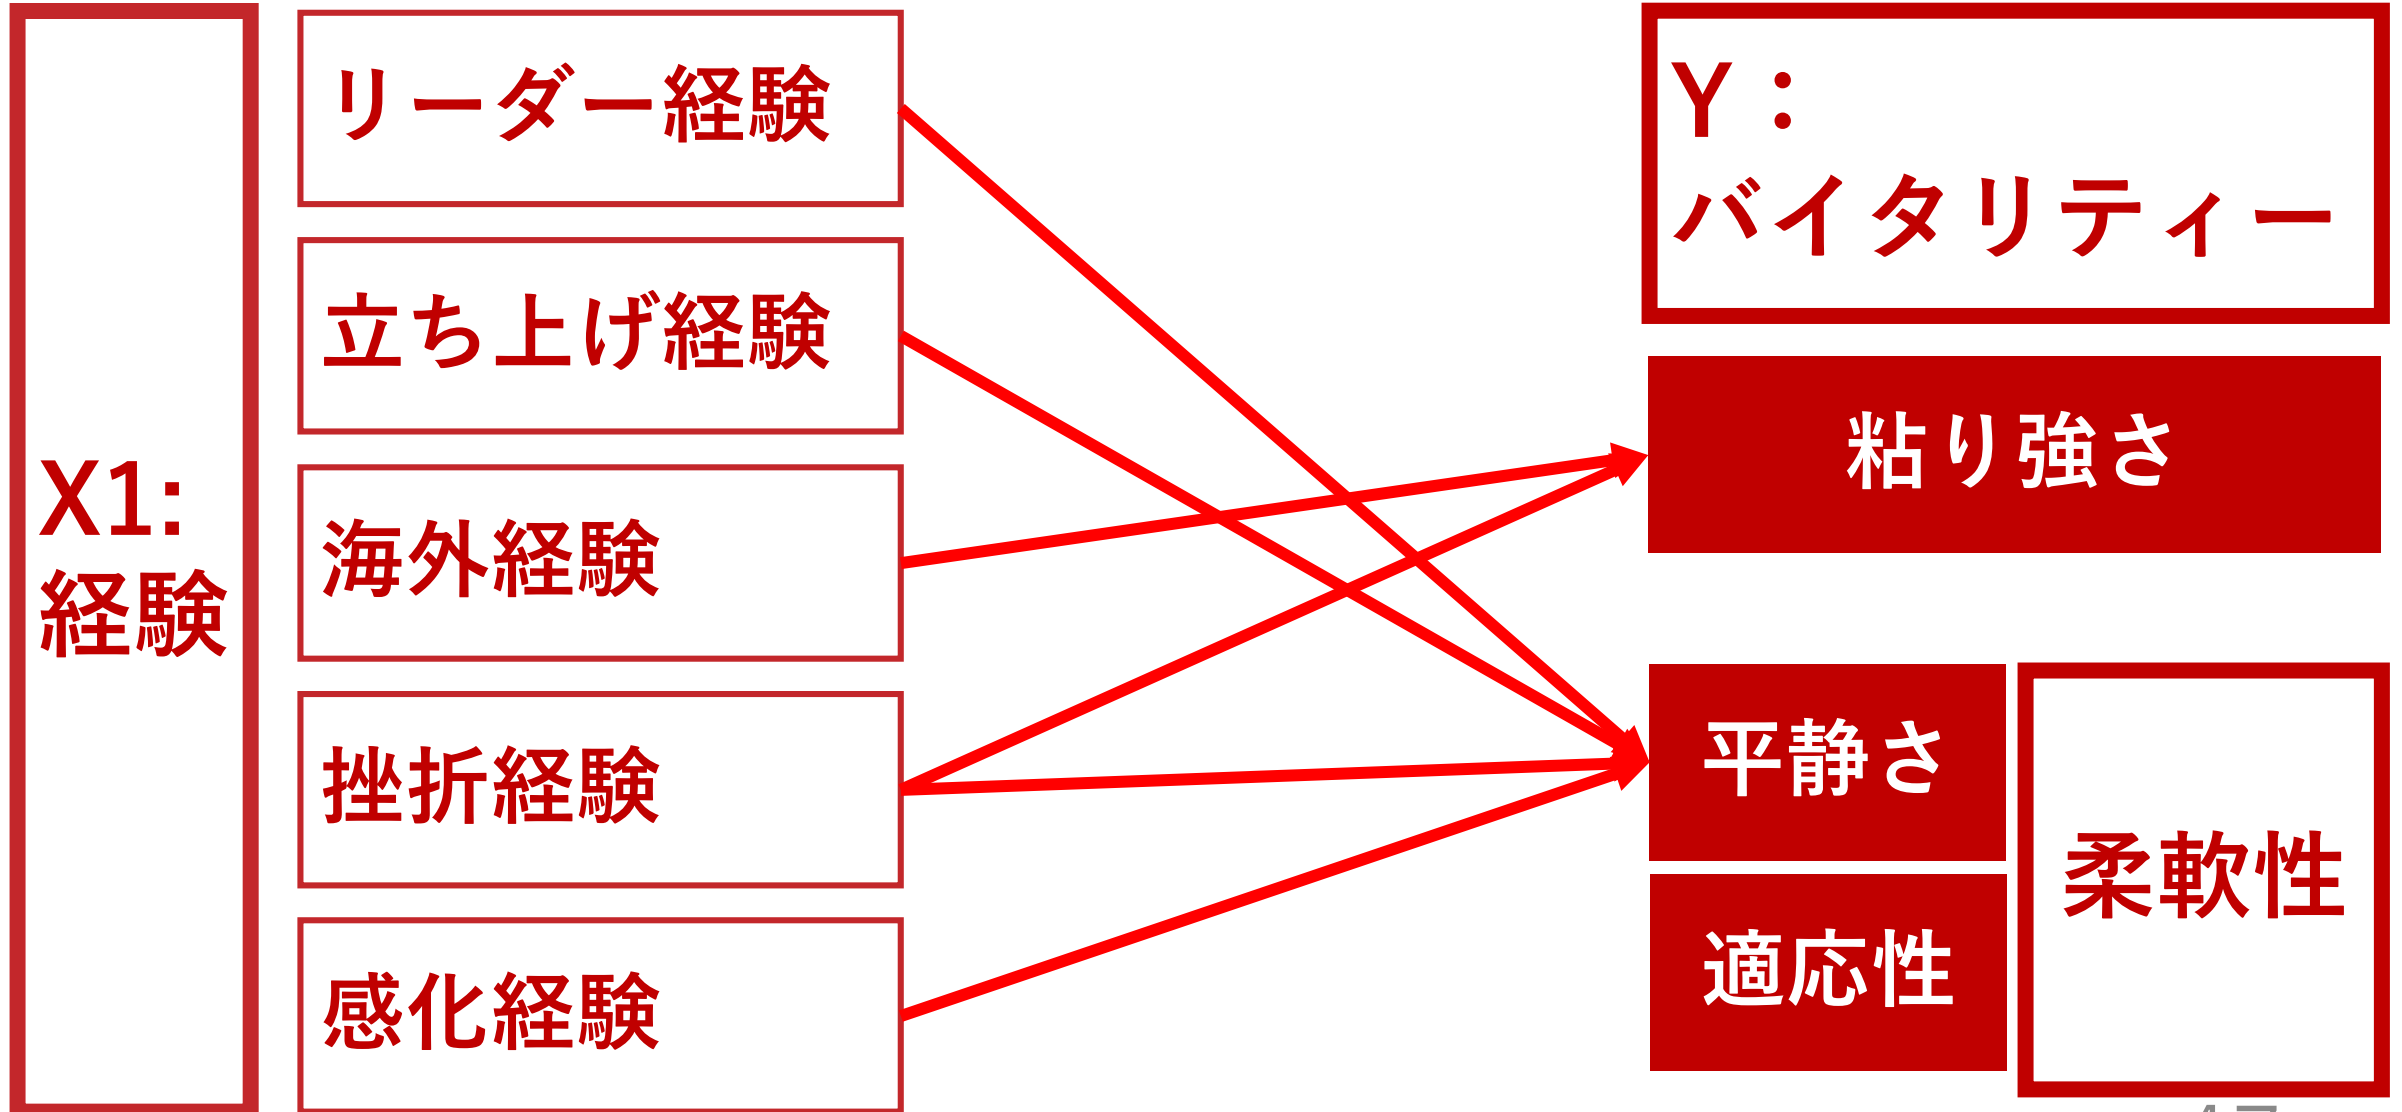 X1:
経験
リーダー経験
立ち上げ経験
海外経験
挫折経験
感化経験
Y：
バイタリティー
粘り強さ
平静さ
適応性
柔軟性